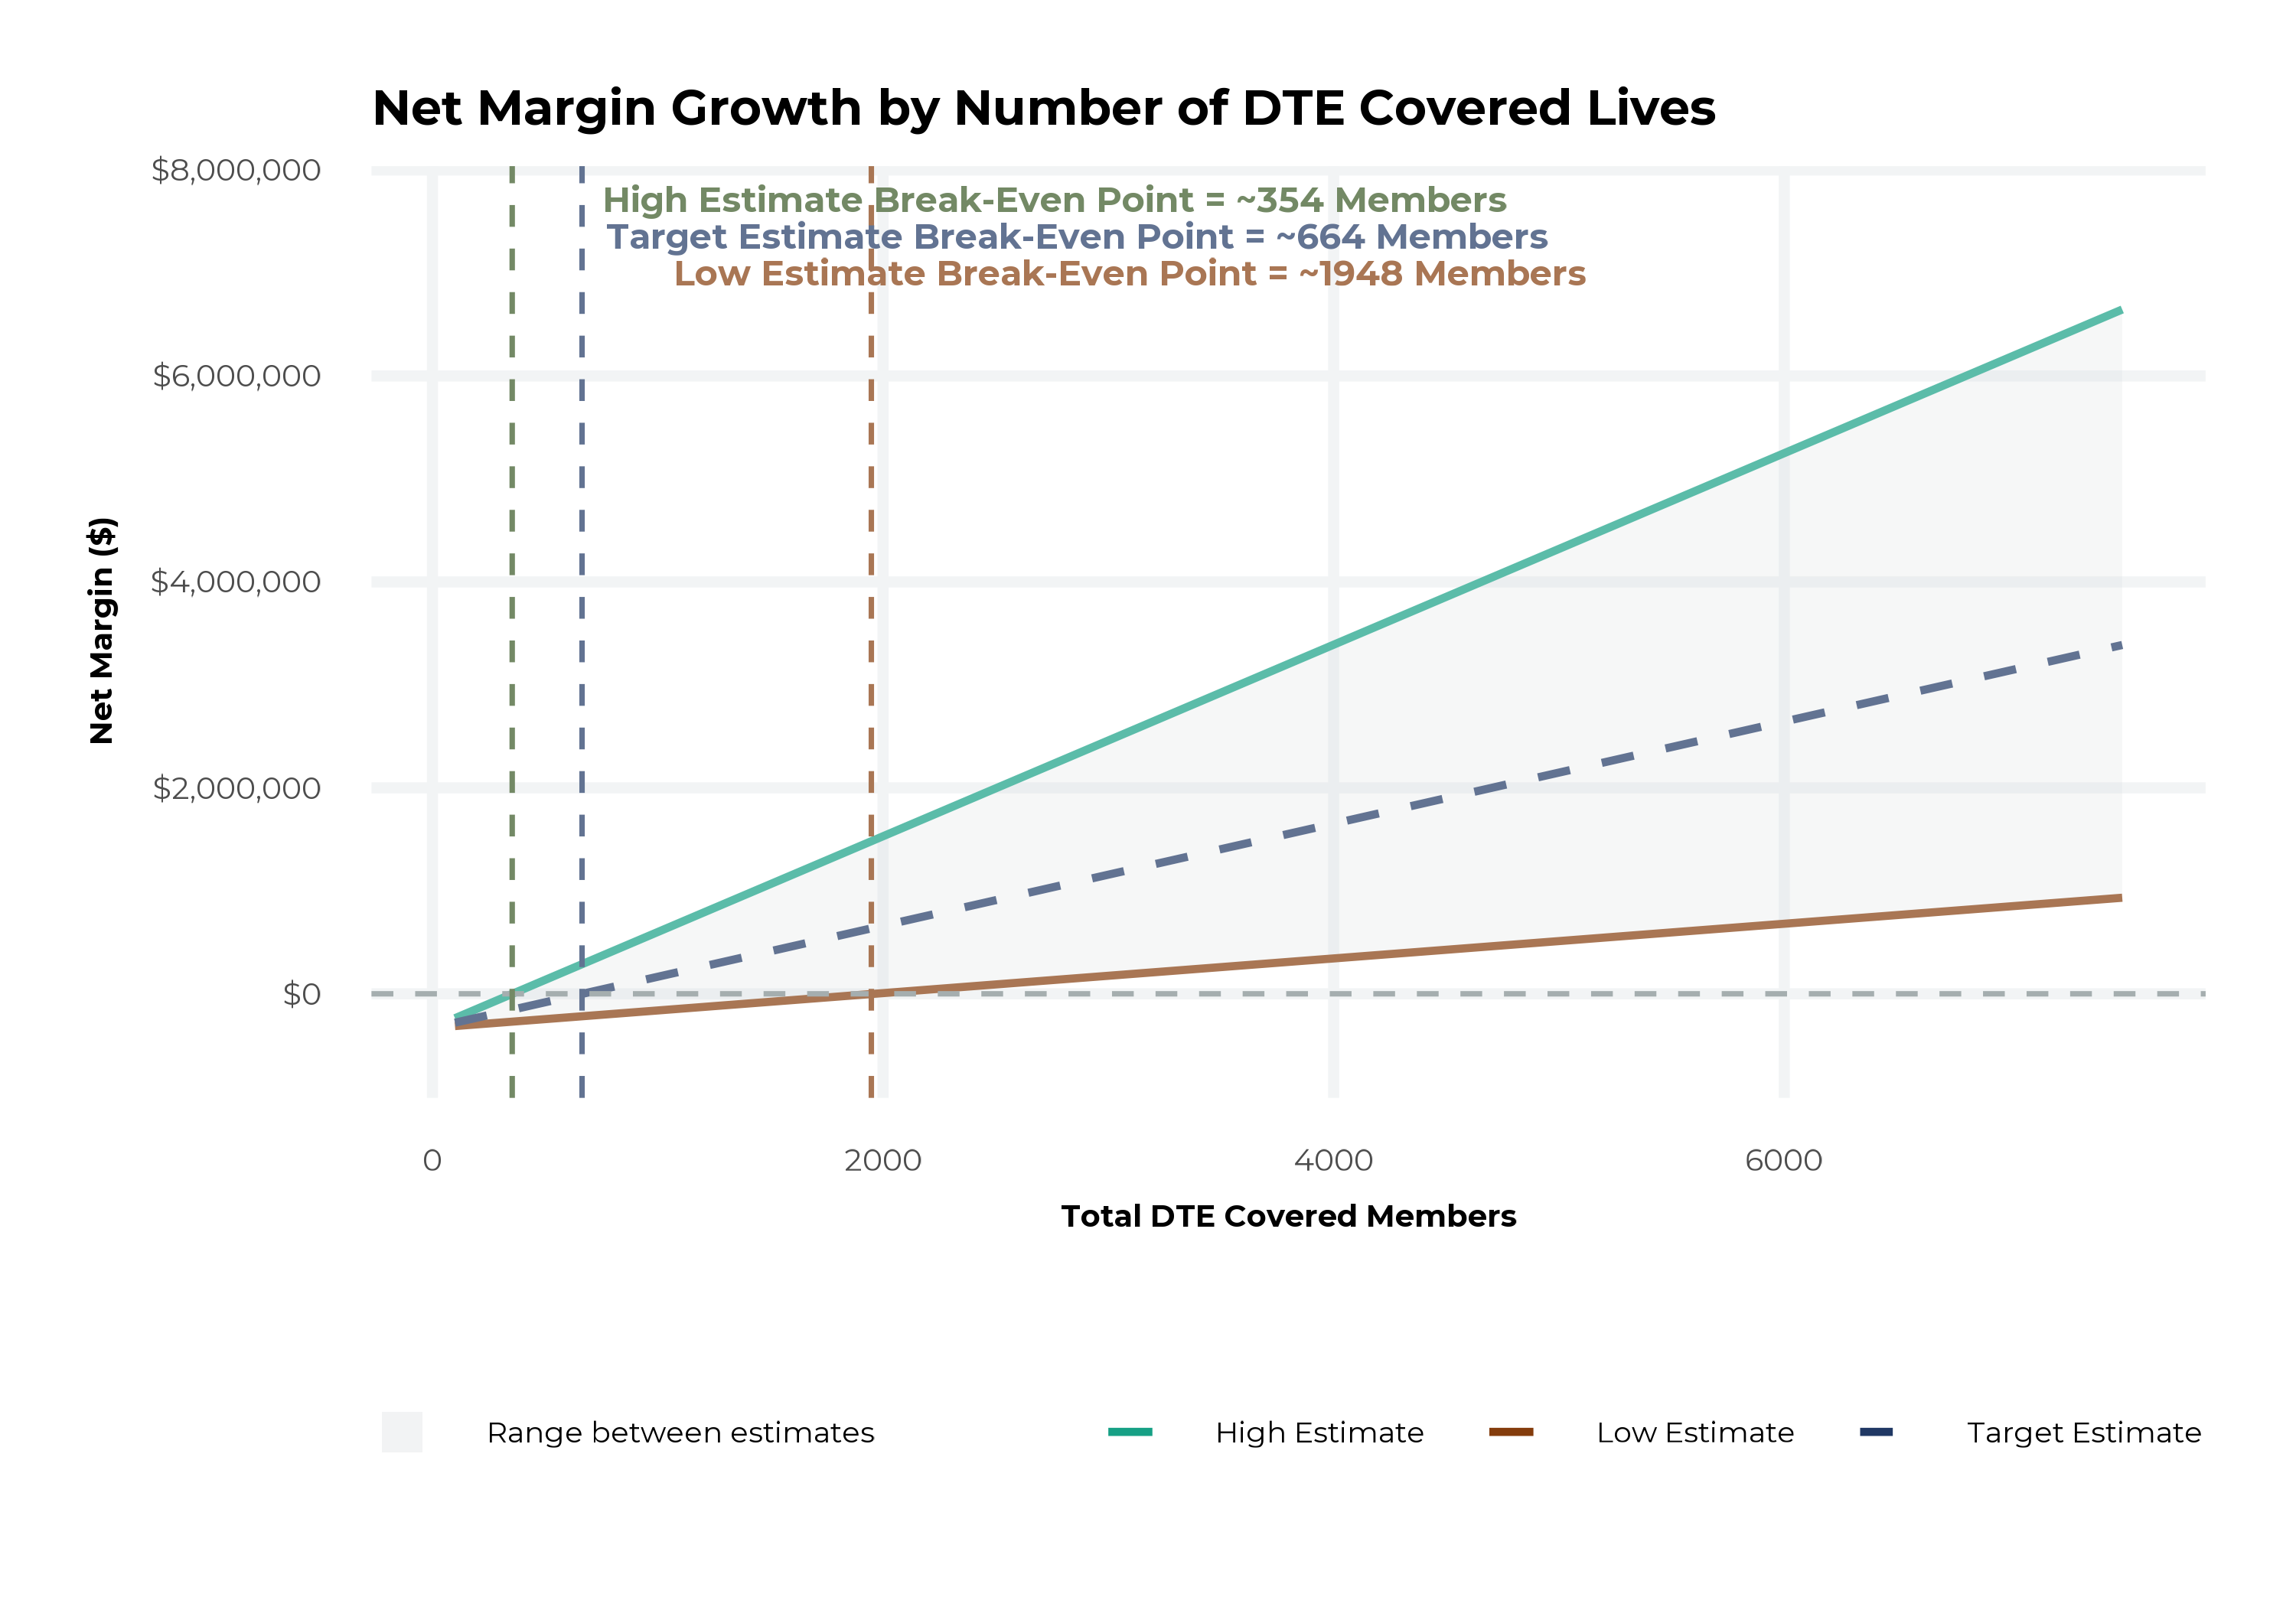 Net Margin Growth by Number of DTE Covered Lives
$8,000,000
High Estimate Break-Even Point = ~354 Members
Target Estimate Break-Even Point = ~664 Members
Low Estimate Break-Even Point = ~1948 Members
$6,000,000
$4,000,000
$2,000,000
$0
Net Margin ($)
0 2000 4000 6000
Total DTE Covered Members
Range between estimates High Estimate Low Estimate Target Estimate